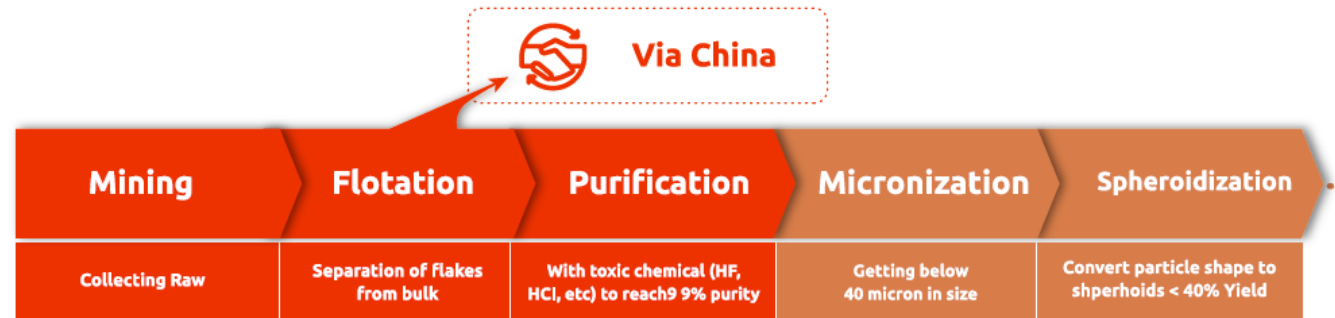 Via China
Mining
Flotation
Purification
Micronization
Spheroidization
Collecting Raw
Separation of flakes
from bulk
With toxic chemical (HF,
HCl, etc) to reach9 9% purity
Getting below
40 micron in size
Convert particle shape to
shperhoids < 40% Yield